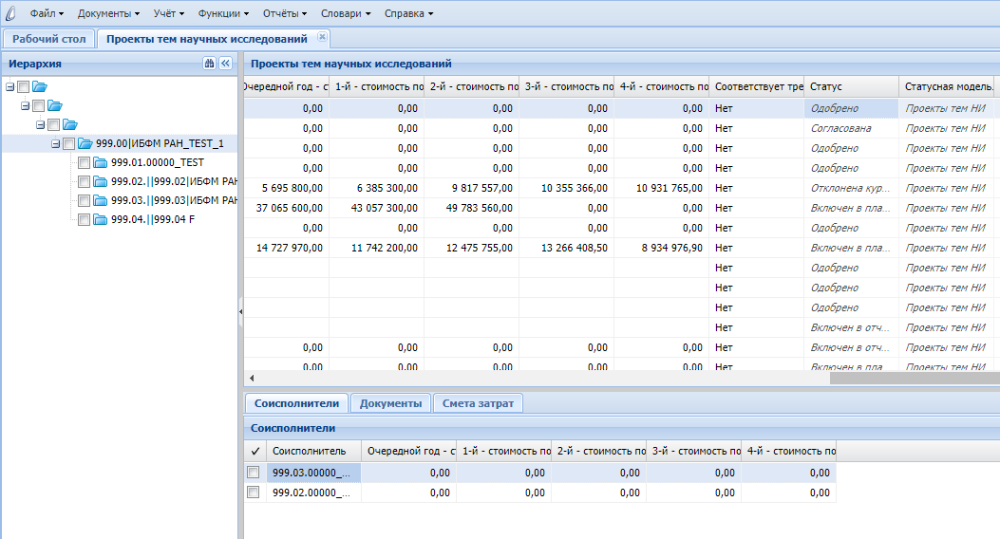 Файл Документы Учёт Функции Отчёты Словари Справка
Рабочий стол Проекты тем научных исследований
Иерархия
999.00|ИБФМ РАН_TEST_1
999.01.00000_TEST
999.02.||999.02|ИБФМ РАН
999.03.||999.03|ИБФМ РАН
999.04.||999.04 F
Проекты тем научных исследований
Очередной год - с 1-й - стоимость по 2-й - стоимость по 3-й - стоимость по 4-й - стоимость по Соответствует тре Статус Статусная модель.
0,00 0,00 0,00 0,00 0,00 Нет Одобрено Проекты тем НИ
0,00 0,00 0,00 0,00 0,00 Нет Согласована Проекты тем НИ
0,00 0,00 0,00 0,00 0,00 Нет Одобрено Проекты тем НИ
0,00 0,00 0,00 0,00 0,00 Нет Одобрено Проекты тем НИ
5 695 800,00 6 385 300,00 9 817 557,00 10 355 366,00 10 931 765,00 Нет Отклонена кур... Проекты тем НИ
37 065 600,00 43 057 300,00 49 783 560,00 0,00 0,00 Нет Включен в пла... Проекты тем НИ
0,00 0,00 0,00 0,00 0,00 Нет Одобрено Проекты тем НИ
14 727 970,00 11 742 200,00 12 475 755,00 13 266 408,50 8 934 976,90 Нет Включен в пла... Проекты тем НИ
Нет Одобрено Проекты тем НИ
Нет Одобрено Проекты тем НИ
Нет Одобрено Проекты тем НИ
Нет Включен в отч... Проекты тем НИ
0,00 0,00 0,00 0,00 0,00 Нет Включен в отч... Проекты тем НИ
0,00 0,00 0,00 0,00 0,00 Нет Включен в пла... Проекты тем НИ
Соисполнители Документы Смета затрат
Соисполнители
Соисполнитель Очередной год - ст 1-й - стоимость по 2-й - стоимость по 3-й - стоимость по 4-й - стоимость по
999.03.00000_... 0,00 0,00 0,00 0,00 0,00
999.02.00000_... 0,00 0,00 0,00 0,00 0,00